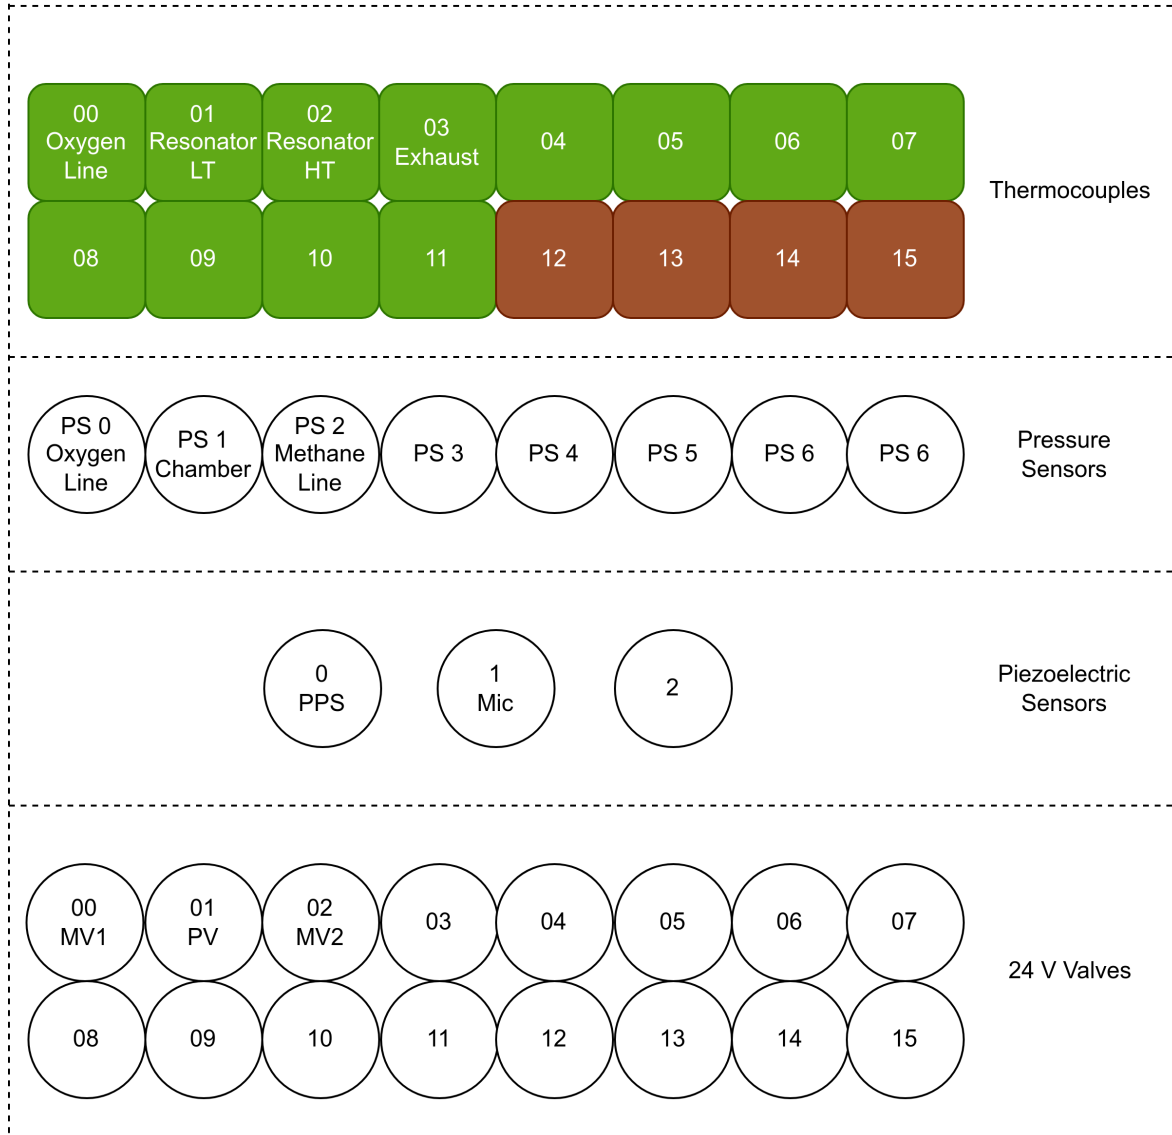 00
Oxygen
Line
01
Resonator
LT
02
Resonator
HT
03
Exhaust
04
05
06
07
08
09
10
11
12
13
14
15
Thermocouples
PS 0
Oxygen
Line
PS 1
Chamber
PS 2
Methane
Line
PS 3
PS 4
PS 5
PS 6
PS 6
Pressure
Sensors
0
PPS
1
Mic
2
Piezoelectric
Sensors
00
MV1
01
PV
02
MV2
03
04
05
06
07
08
09
10
11
12
13
14
15
24 V Valves